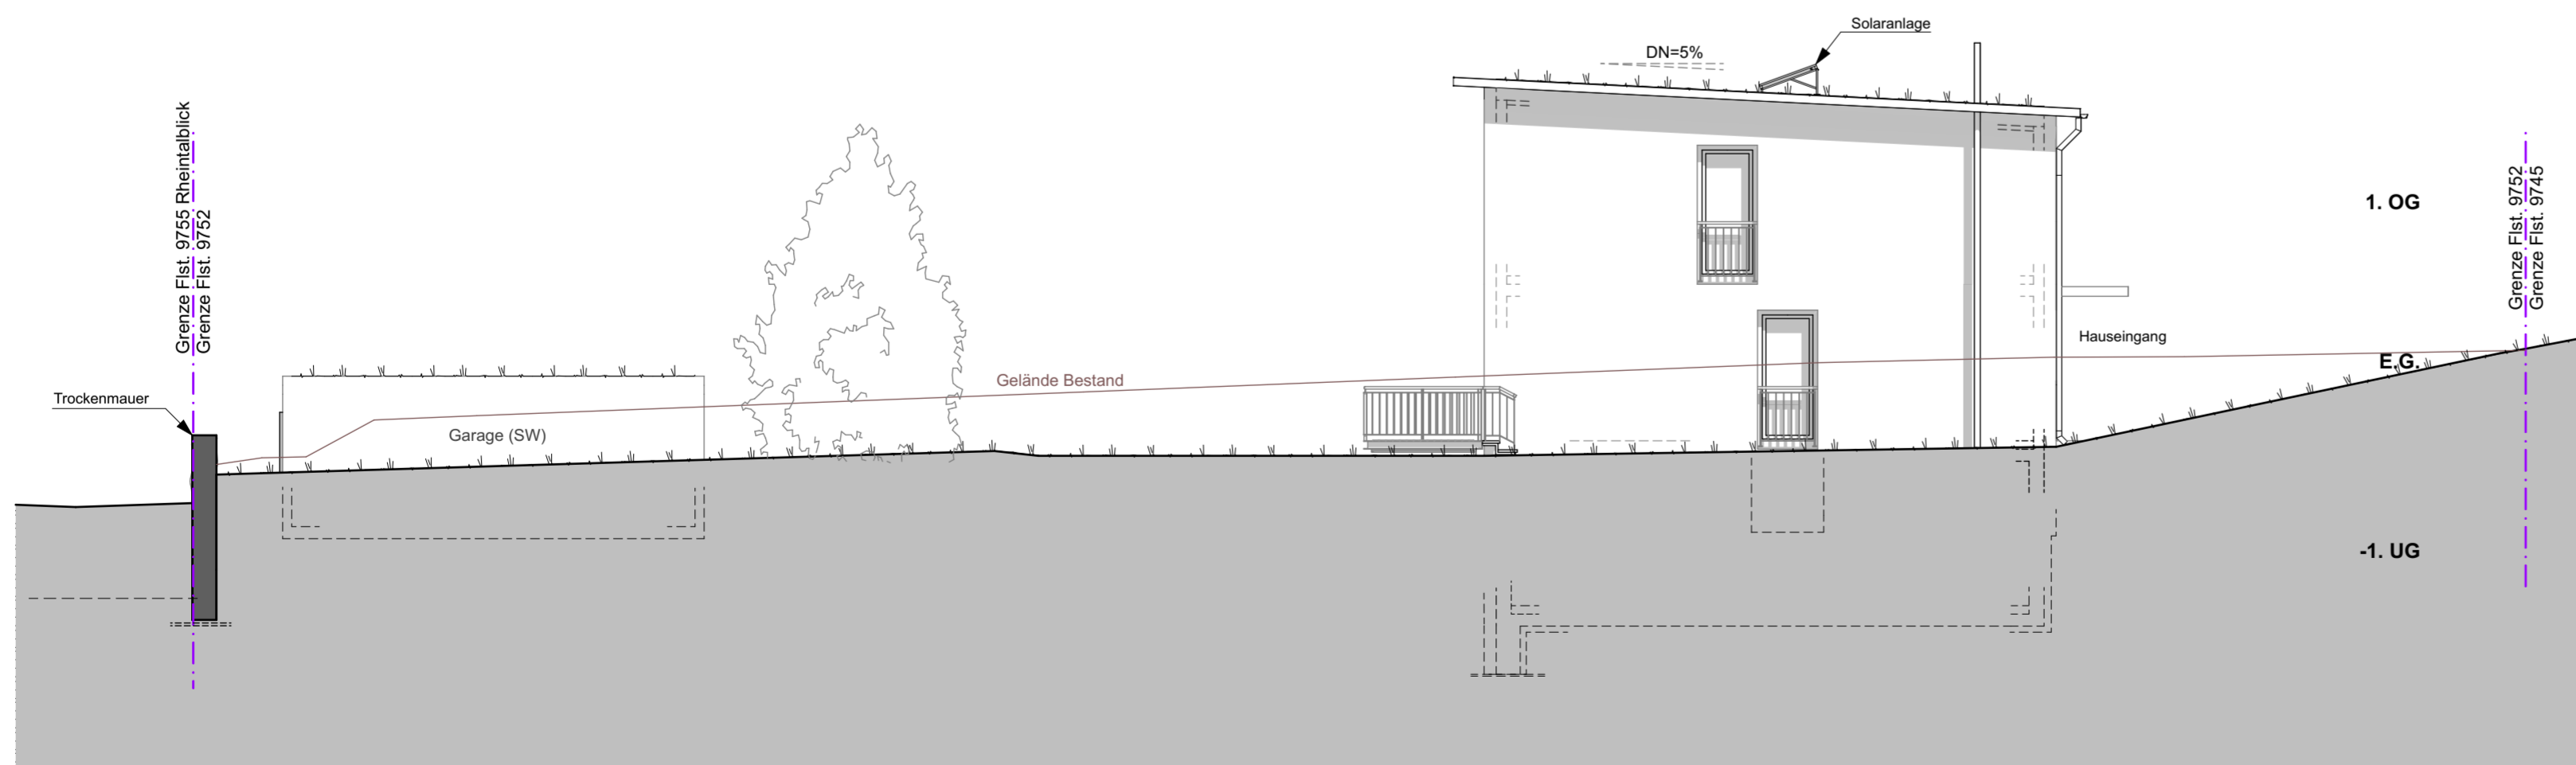 Solaranlage
DN=5%
Grenze Flst. 9755 Rheintalblick
Grenze Flst. 9752
Grenze Flst. 9752
Grenze Flst. 9745
1. OG
Hauseingang
E.G.
Gelände Bestand
Trockenmauer
Garage (SW)
-1. UG